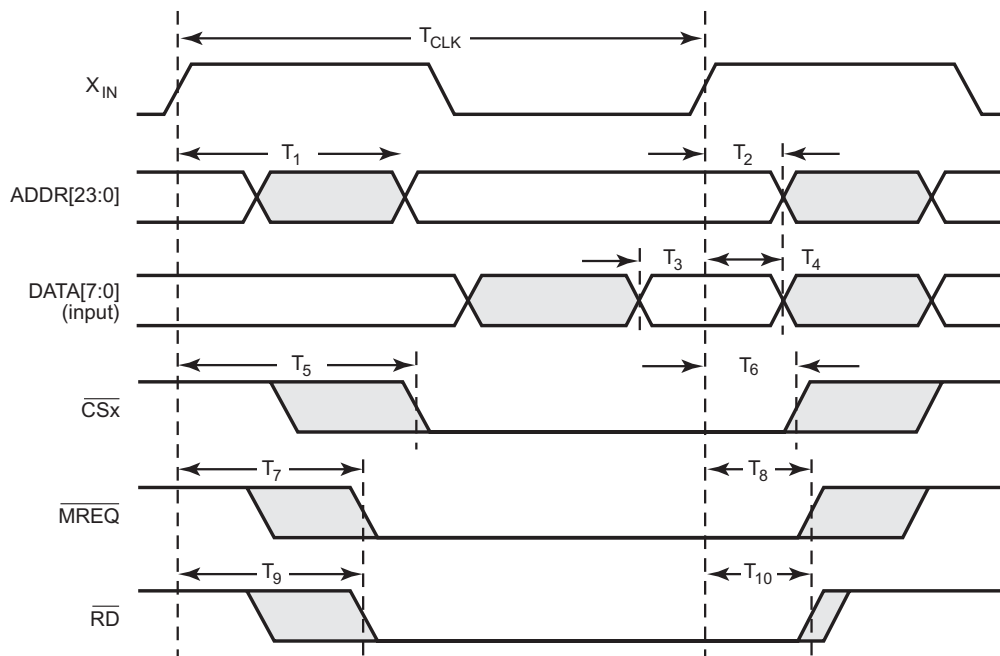 T_CLK
X_IN
T_1
T_2
ADDR[23:0]
T_3
T_4
DATA[7:0]
(input)
T_5
T_6
CSx
T_7
T_8
MREQ
T_9
T_10
RD